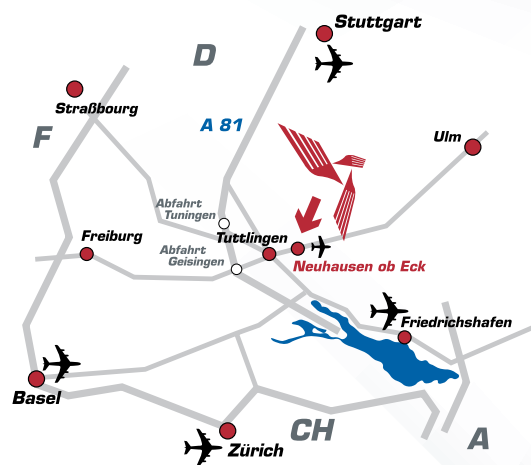 Stuttgart
D
Straßbourg
A 81
F
Ulm
Abfahrt
Tuningen
Freiburg
Tuttlingen
Abfahrt
Geisingen
Neuhausen ob Eck
Friedrichshafen
Basel
Zürich
CH
A